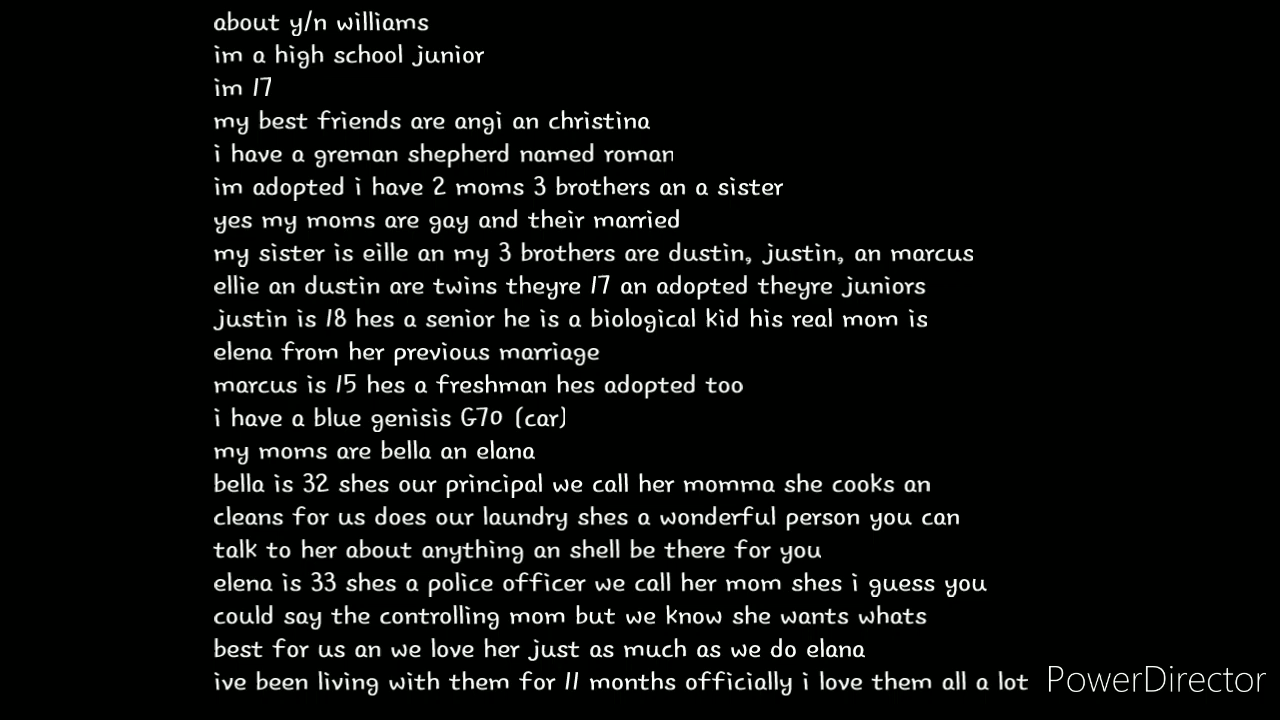 about y/n williams
im a high school junior
im 17
my best friends are angi an christina
i have a greman shepherd named roman
im adopted i have 2 moms 3 brothers an a sister
yes my moms are gay and their married
my sister is eille an my 3 brothers are dustin, justin, an marcus
ellie an dustin are twins theyre 17 an adopted theyre juniors
justin is 18 hes a senior he is a biological kid his real mom is
elena from her previous marriage
marcus is 15 hes a freshman hes adopted too
i have a blue genisis G70 (car)
my moms are bella an elana
bella is 32 shes our principal we call her momma she cooks an
cleans for us does our laundry shes a wonderful person you can
talk to her about anything an shell be there for you
elena is 33 shes a police officer we call her mom shes i guess you
could say the controlling mom but we know she wants whats
best for us an we love her just as much as we do elana
ive been living with them for 11 months officially i love them all a lot
PowerDirector